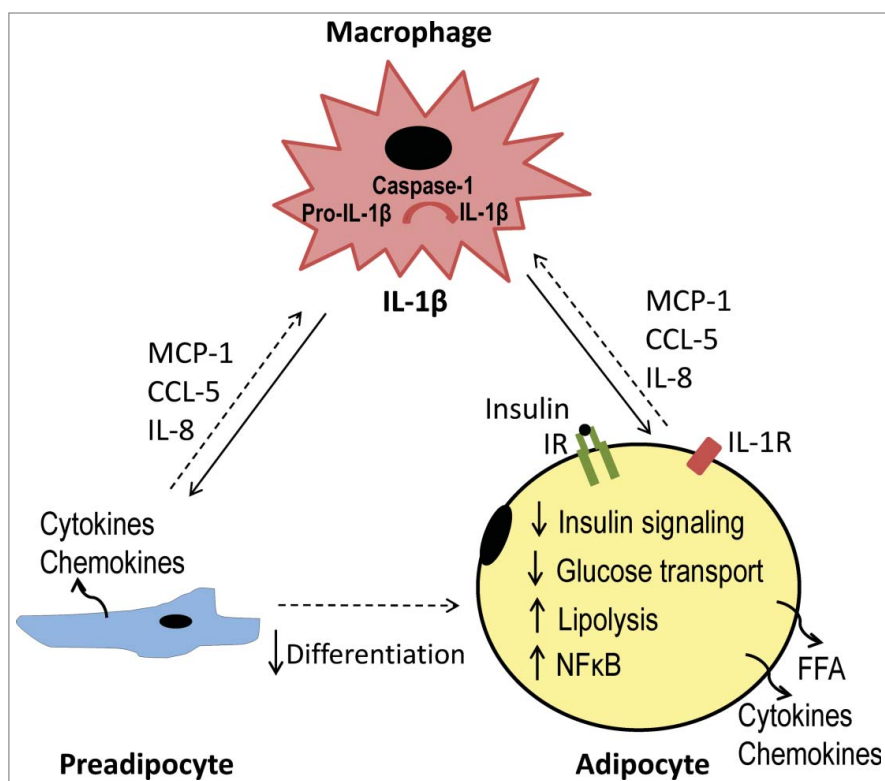 Macrophage
Caspase-1
Pro-IL-1β IL-1β
IL-1β
MCP-1
CCL-5
IL-8
MCP-1
CCL-5
IL-8
Insulin
IR
IL-1R
Cytokines
Chemokines
↓ Insulin signaling
↓ Glucose transport
↑ Lipolysis
↑ NFκB
↓Differentiation
FFA
Cytokines
Chemokines
Preadipocyte
Adipocyte